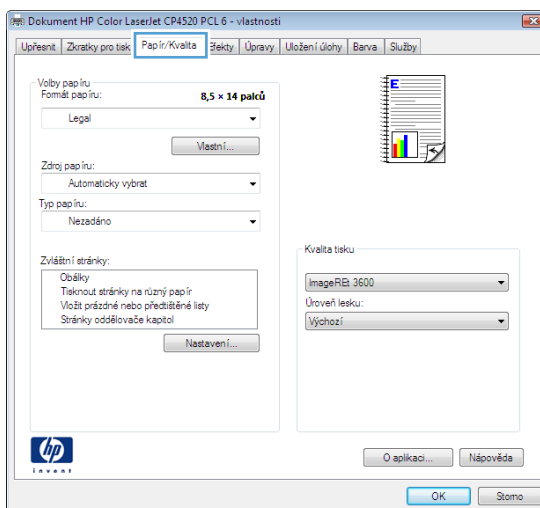 Dokument HP Color LaserJet CP4520 PCL 6 - vlastnosti
Upřesnit Zkratky pro tisk Papír/Kvalita Efekty Úpravy Uložení úlohy Barva Služby
Volby papíru
Formát papíru: 8,5 × 14 palců
Legal
Vlastní...
Zdroj papíru:
Automaticky vybrat
Typ papíru:
Nezadáno
Zvláštní stránky:
Obálky
Tisknout stránky na různý papír
Vložit prázdné nebo předtištěné listy
Stránky oddělovače kapitol
Nastavení...
E
Kvalita tisku
ImageREt 3600
Úroveň lesku:
Výchozí
hp
invent
O aplikaci... Nápověda
OK Storno